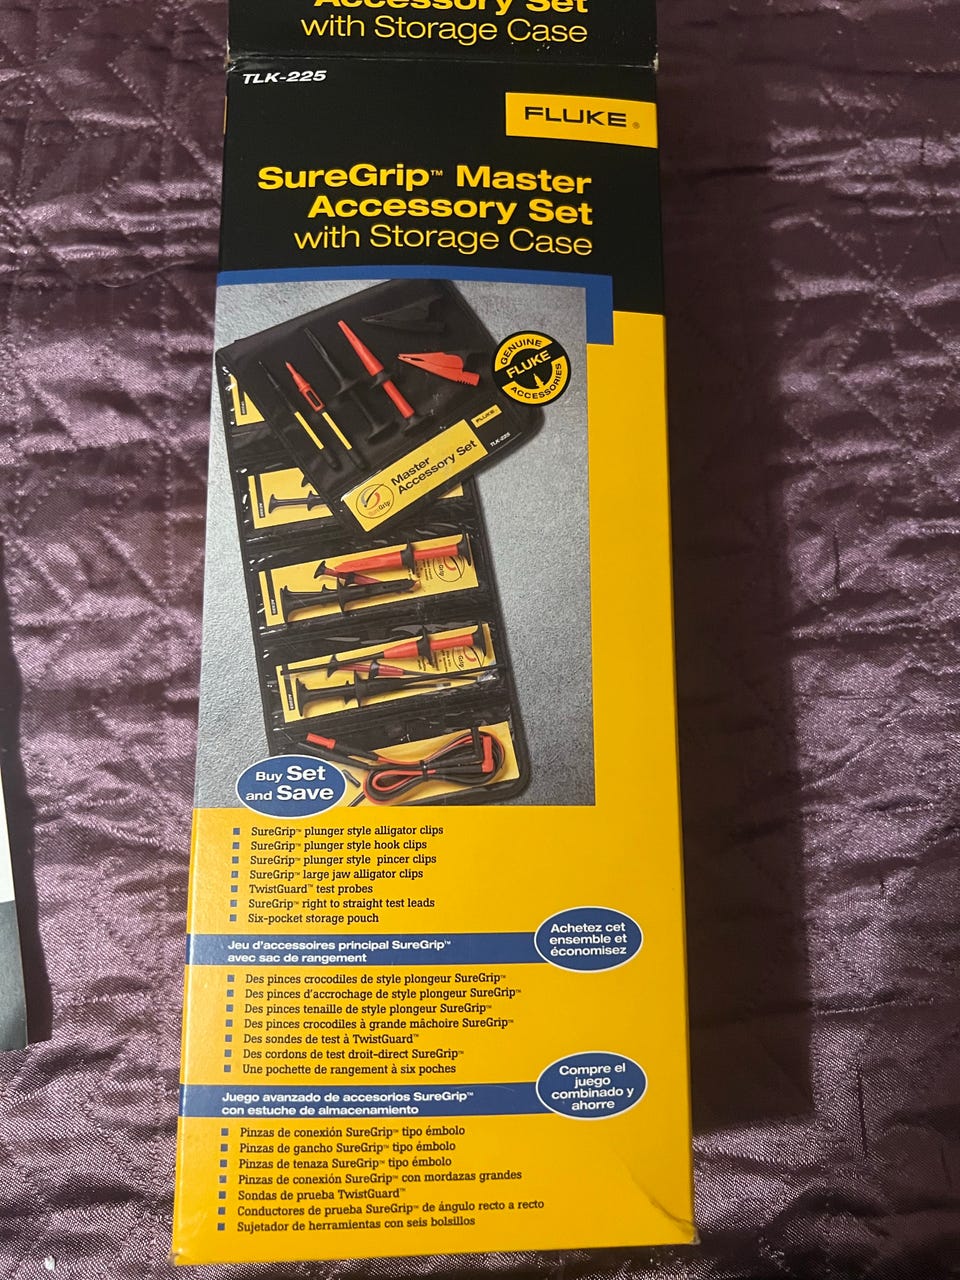 Accessory Set
with Storage Case
TLK-225
FLUKE®
SureGrip™ Master
Accessory Set
with Storage Case
GENUINE
FLUKE
ACCESSORIES
FLUKE
TLK-225
Master
Accessory Set
SureGrip
Buy Set
and Save
SureGrip™ plunger style alligator clips
SureGrip™ plunger style hook clips
SureGrip™ plunger style pincer clips
SureGrip™ large jaw alligator clips
TwistGuard™ test probes
SureGrip™ right to straight test leads
Six-pocket storage pouch
Jeu d'accessoires principal SureGrip™
avec sac de rangement
Achetez cet
ensemble et
économisez
Des pinces crocodiles de style plongeur SureGrip™
Des pinces d'accrochage de style plongeur SureGrip™
Des pinces tenaille de style plongeur SureGrip™
Des pinces crocodiles à grande mâchoire SureGrip™
Des sondes de test à TwistGuard™
Des cordons de test droit-direct SureGrip™
Une pochette de rangement à six poches
Juego avanzado de accesorios SureGrip™
con estuche de almacenamiento
Compre el
juego
combinado y
ahorre
Pinzas de conexión SureGrip™ tipo émbolo
Pinzas de gancho SureGrip™ tipo émbolo
Pinzas de tenaza SureGrip™ tipo émbolo
Pinzas de conexión SureGrip™ con mordazas grandes
Sondas de prueba TwistGuard™
Conductores de prueba SureGrip™ de ángulo recto a recto
Sujetador de herramientas con seis bolsillos